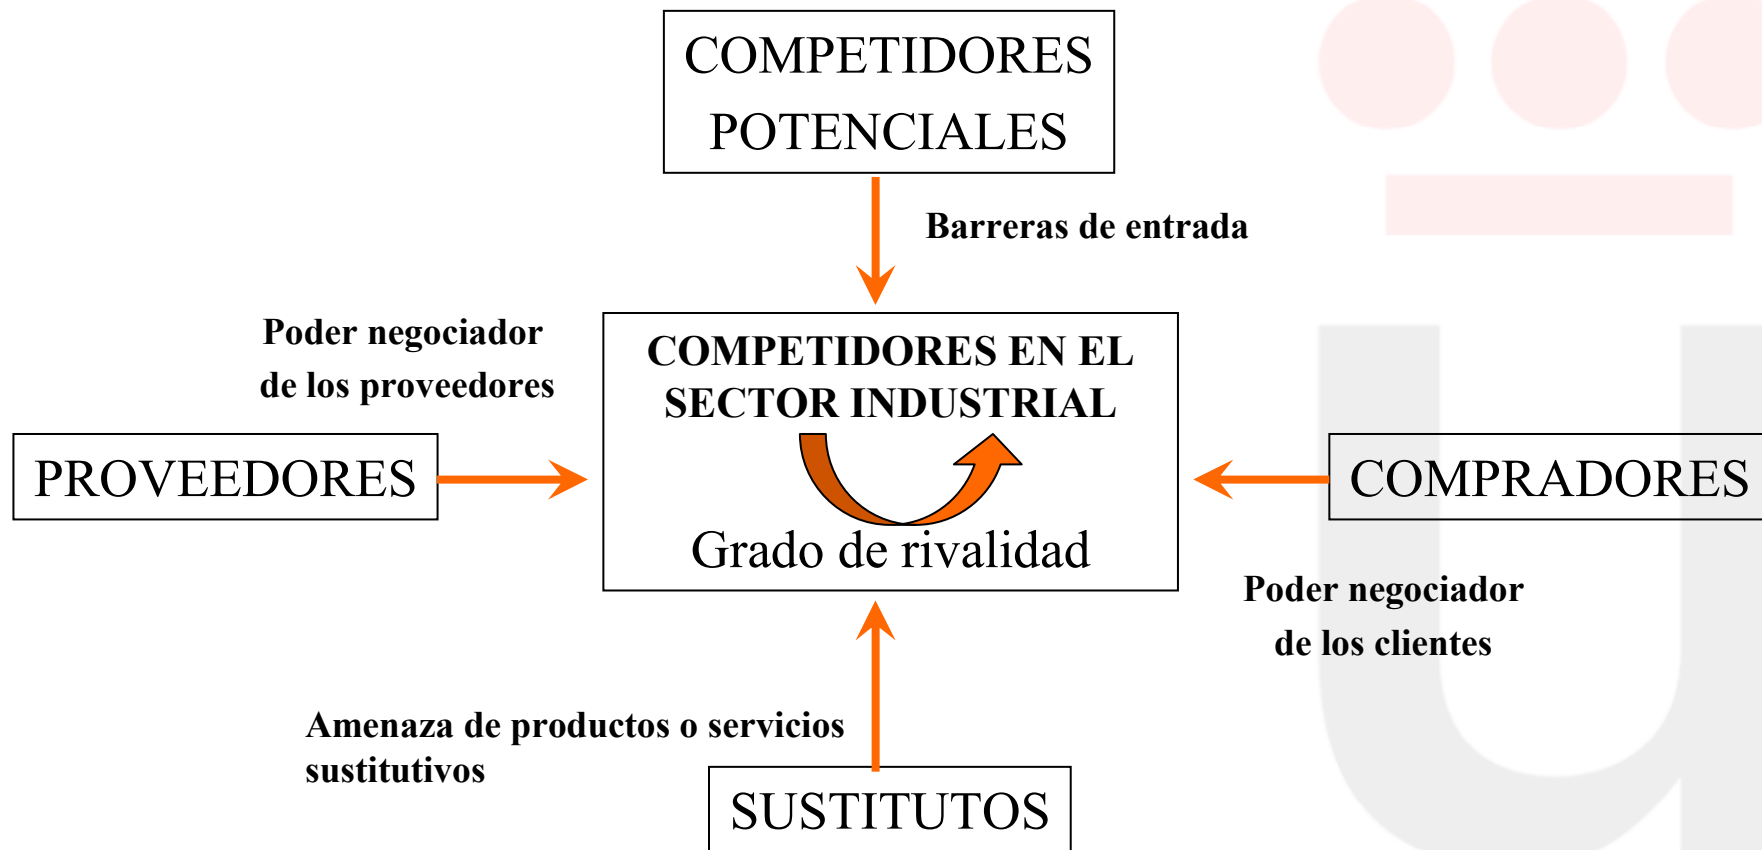 COMPETIDORES
POTENCIALES
Barreras de entrada
Poder negociador
de los proveedores
COMPETIDORES EN EL
SECTOR INDUSTRIAL
PROVEEDORES
COMPRADORES
Grado de rivalidad
Poder negociador
de los clientes
Amenaza de productos o servicios
sustitutivos
SUSTITUTOS